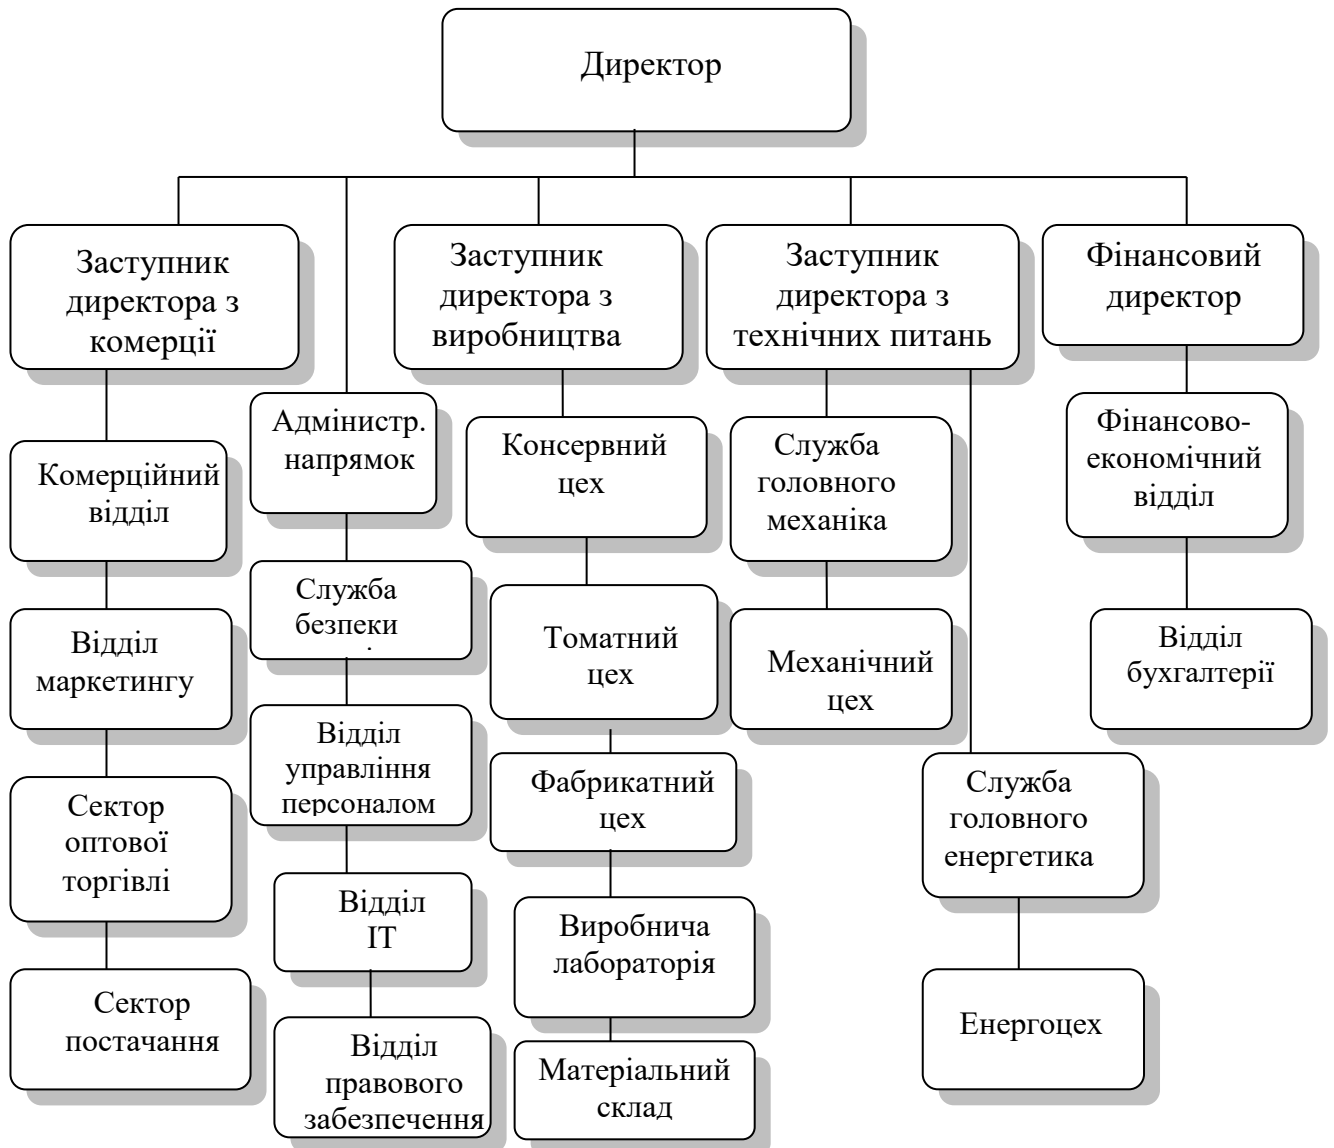 Директор
Заступник
директора з
комерції
Заступник
директора з
виробництва
Заступник
директора з
технічних питань
Фінансовий
директор
Адміністр.
напрямок
Консервний
цех
Служба
головного
механіка
Фінансово-
економічний
відділ
Комерційний
відділ
Служба
безпеки
Томатний
цех
Механічний
цех
Відділ
бухгалтерії
Відділ
маркетингу
Відділ
управління
персоналом
Фабрикатний
цех
Служба
головного
енергетика
Сектор
оптової
торгівлі
Відділ
ІТ
Виробнича
лабораторія
Сектор
постачання
Енергоцех
Відділ
правового
забезпечення
Матеріальний
склад